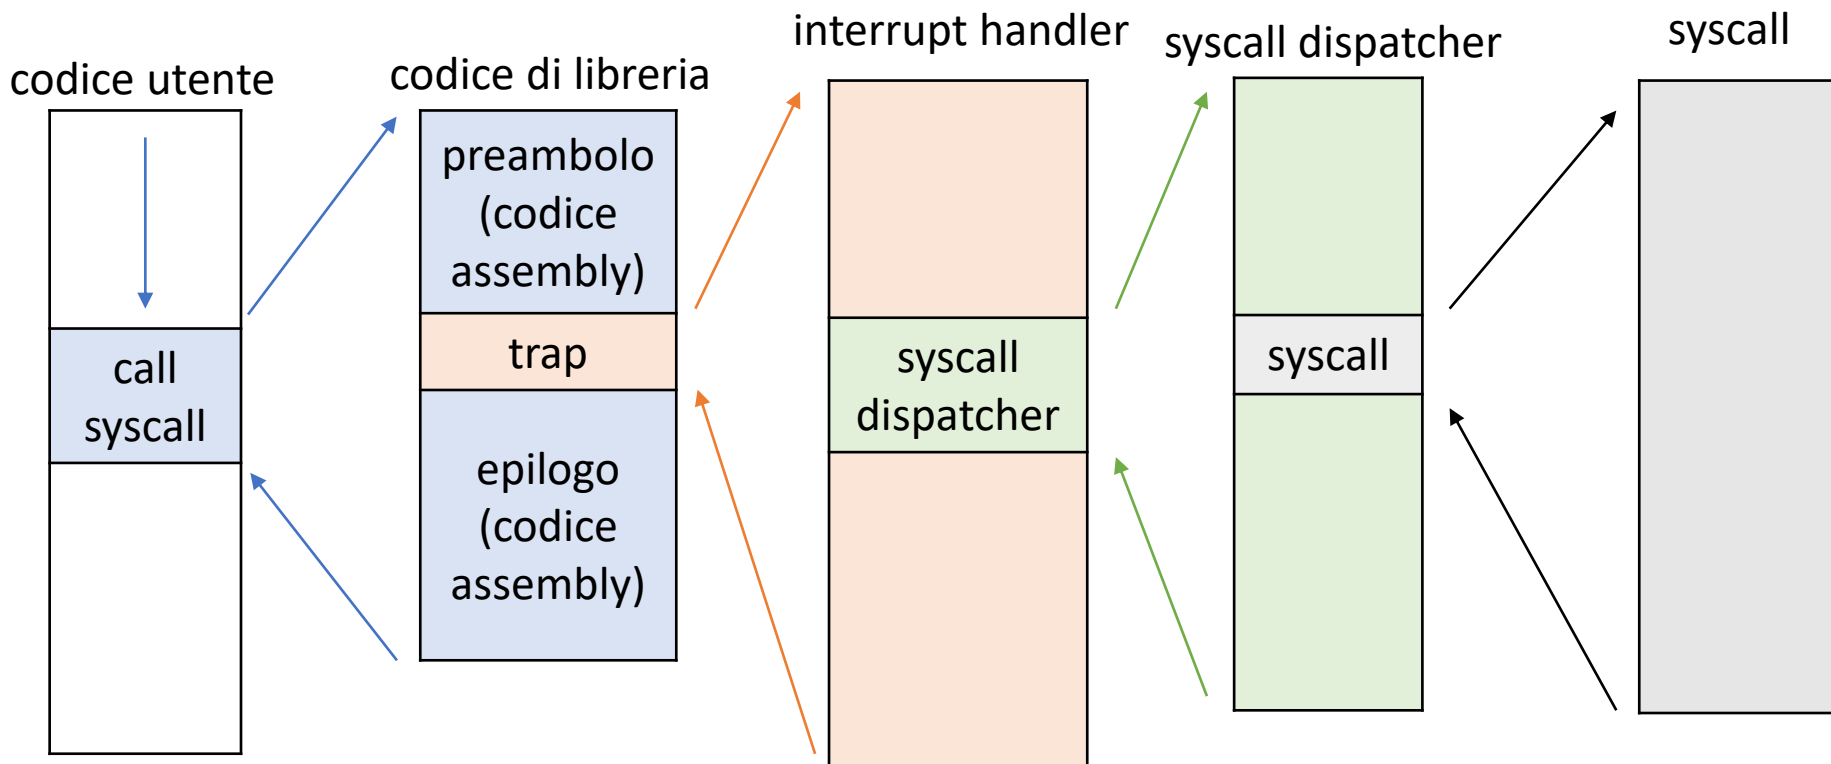 codice utente
codice di libreria
interrupt handler
syscall dispatcher
syscall
call
syscall
preambolo
(codice
assembly)
trap
epilogo
(codice
assembly)
syscall
dispatcher
syscall